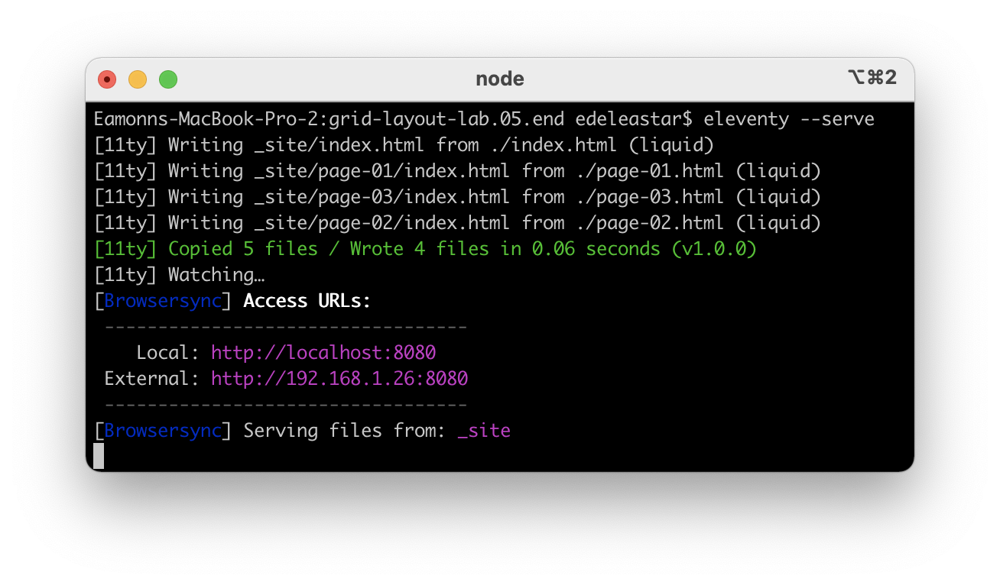 node
⌥⌘2
Eamonns-MacBook-Pro-2:grid-layout-lab.05.end edeleastar$ eleventy --serve
[11ty] Writing _site/index.html from ./index.html (liquid)
[11ty] Writing _site/page-01/index.html from ./page-01.html (liquid)
[11ty] Writing _site/page-03/index.html from ./page-03.html (liquid)
[11ty] Writing _site/page-02/index.html from ./page-02.html (liquid)
[11ty] Copied 5 files / Wrote 4 files in 0.06 seconds (v1.0.0)
[11ty] Watching…
[Browsersync] Access URLs:
----------------------------------
Local: http://localhost:8080
External: http://192.168.1.26:8080
----------------------------------
[Browsersync] Serving files from: _site